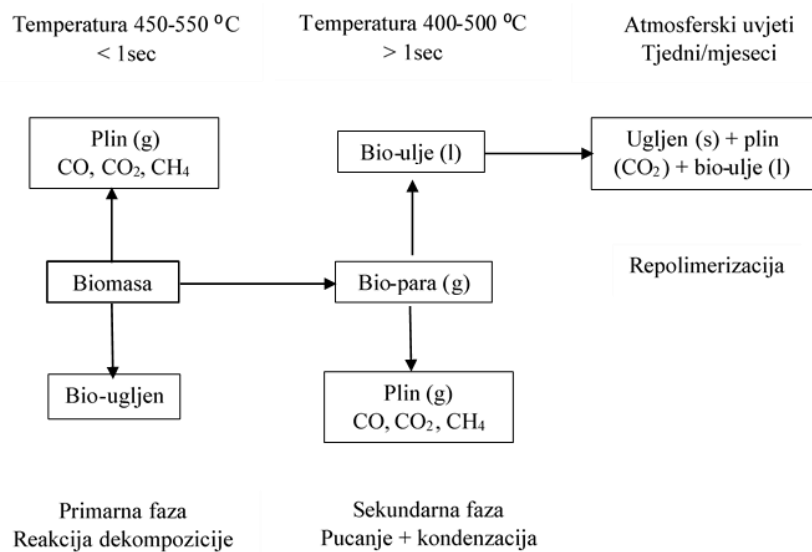 Temperatura 450-550 ⁰C
< 1sec
Temperatura 400-500 ⁰C
> 1sec
Atmosferski uvjeti
Tjedni/mjeseci
Plin (g)
CO, CO₂, CH₄
Bio-ulje (l)
Ugljen (s) + plin
(CO₂) + bio-ulje (l)
Biomasa
Bio-para (g)
Repolimerizacija
Bio-ugljen
Plin (g)
CO, CO₂, CH₄
Primarna faza
Reakcija dekompozicije
Sekundarna faza
Pucanje + kondenzacija